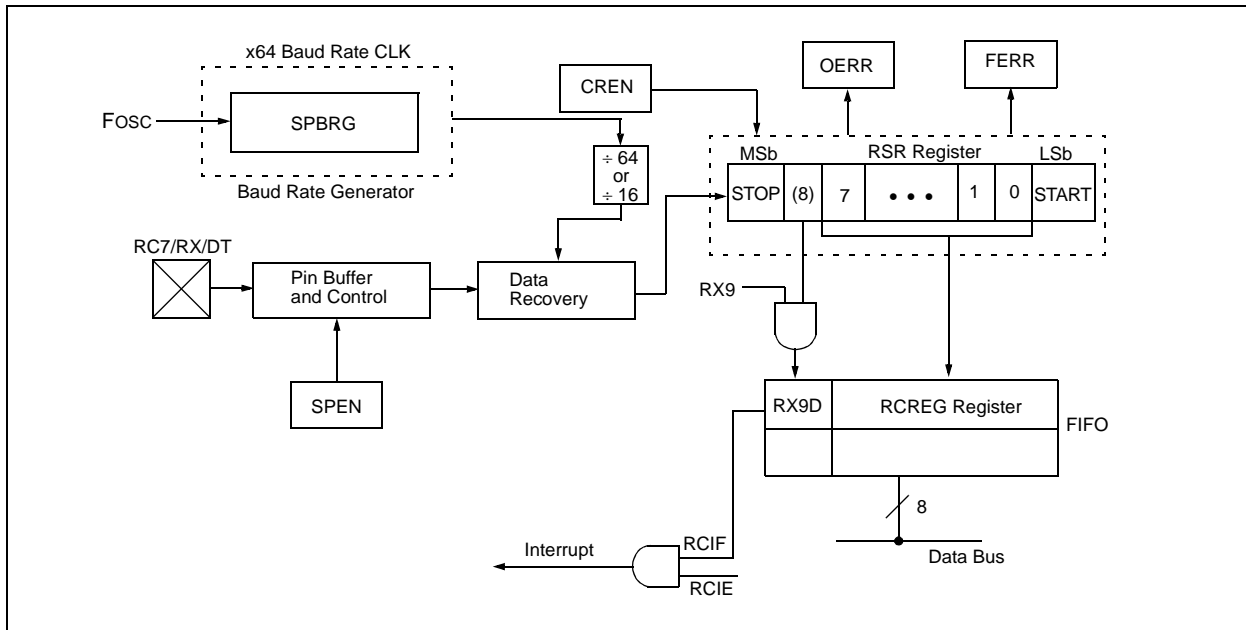 x64 Baud Rate CLK
FOSC
SPBRG
Baud Rate Generator
CREN
OERR
FERR
÷ 64
or
÷ 16
MSb
RSR Register
LSb
STOP
(8)
7
• • •
1
0
START
RC7/RX/DT
Pin Buffer
and Control
Data
Recovery
RX9
SPEN
RX9D
RCREG Register
FIFO
8
Data Bus
Interrupt
RCIF
RCIE